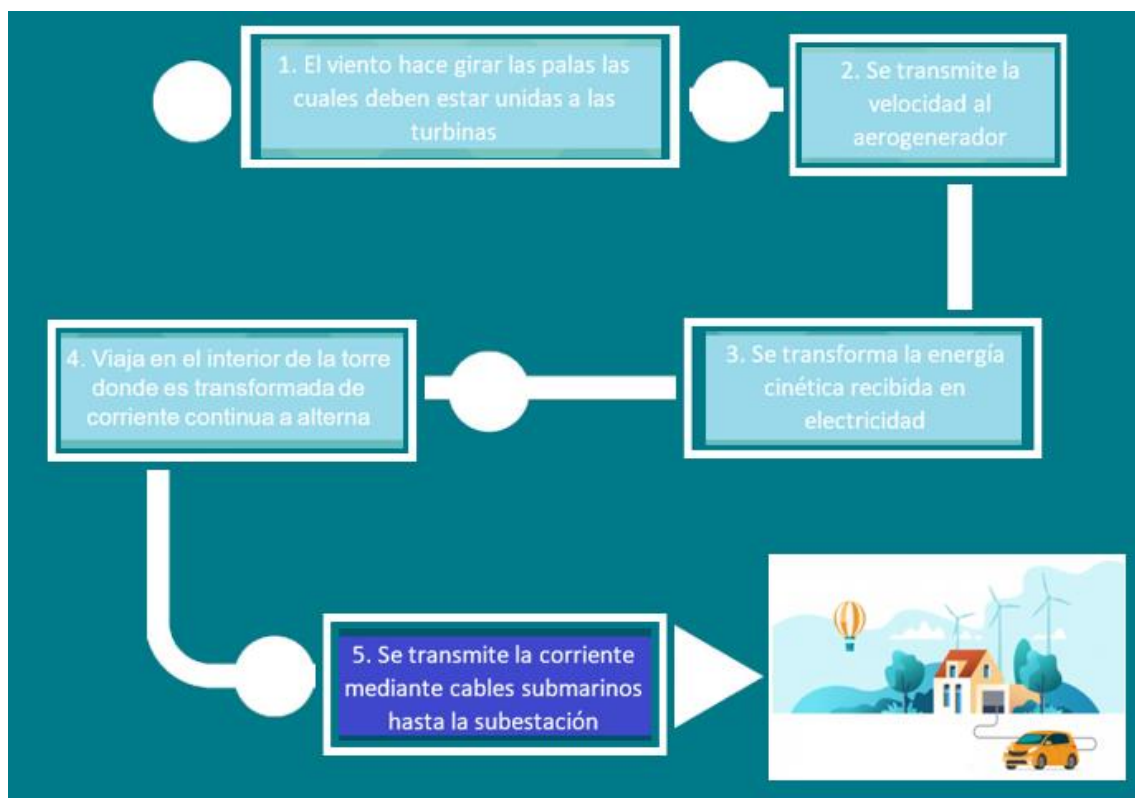 1. El viento hace girar las palas las
cuales deben estar unidas a las
turbinas
2. Se transmite la
velocidad al
aerogenerador
3. Se transforma la energía
cinética recibida en
electricidad
4. Viaja en el interior de la torre
donde es transformada de
corriente continua a alterna
5. Se transmite la corriente
mediante cables submarinos
hasta la subestación